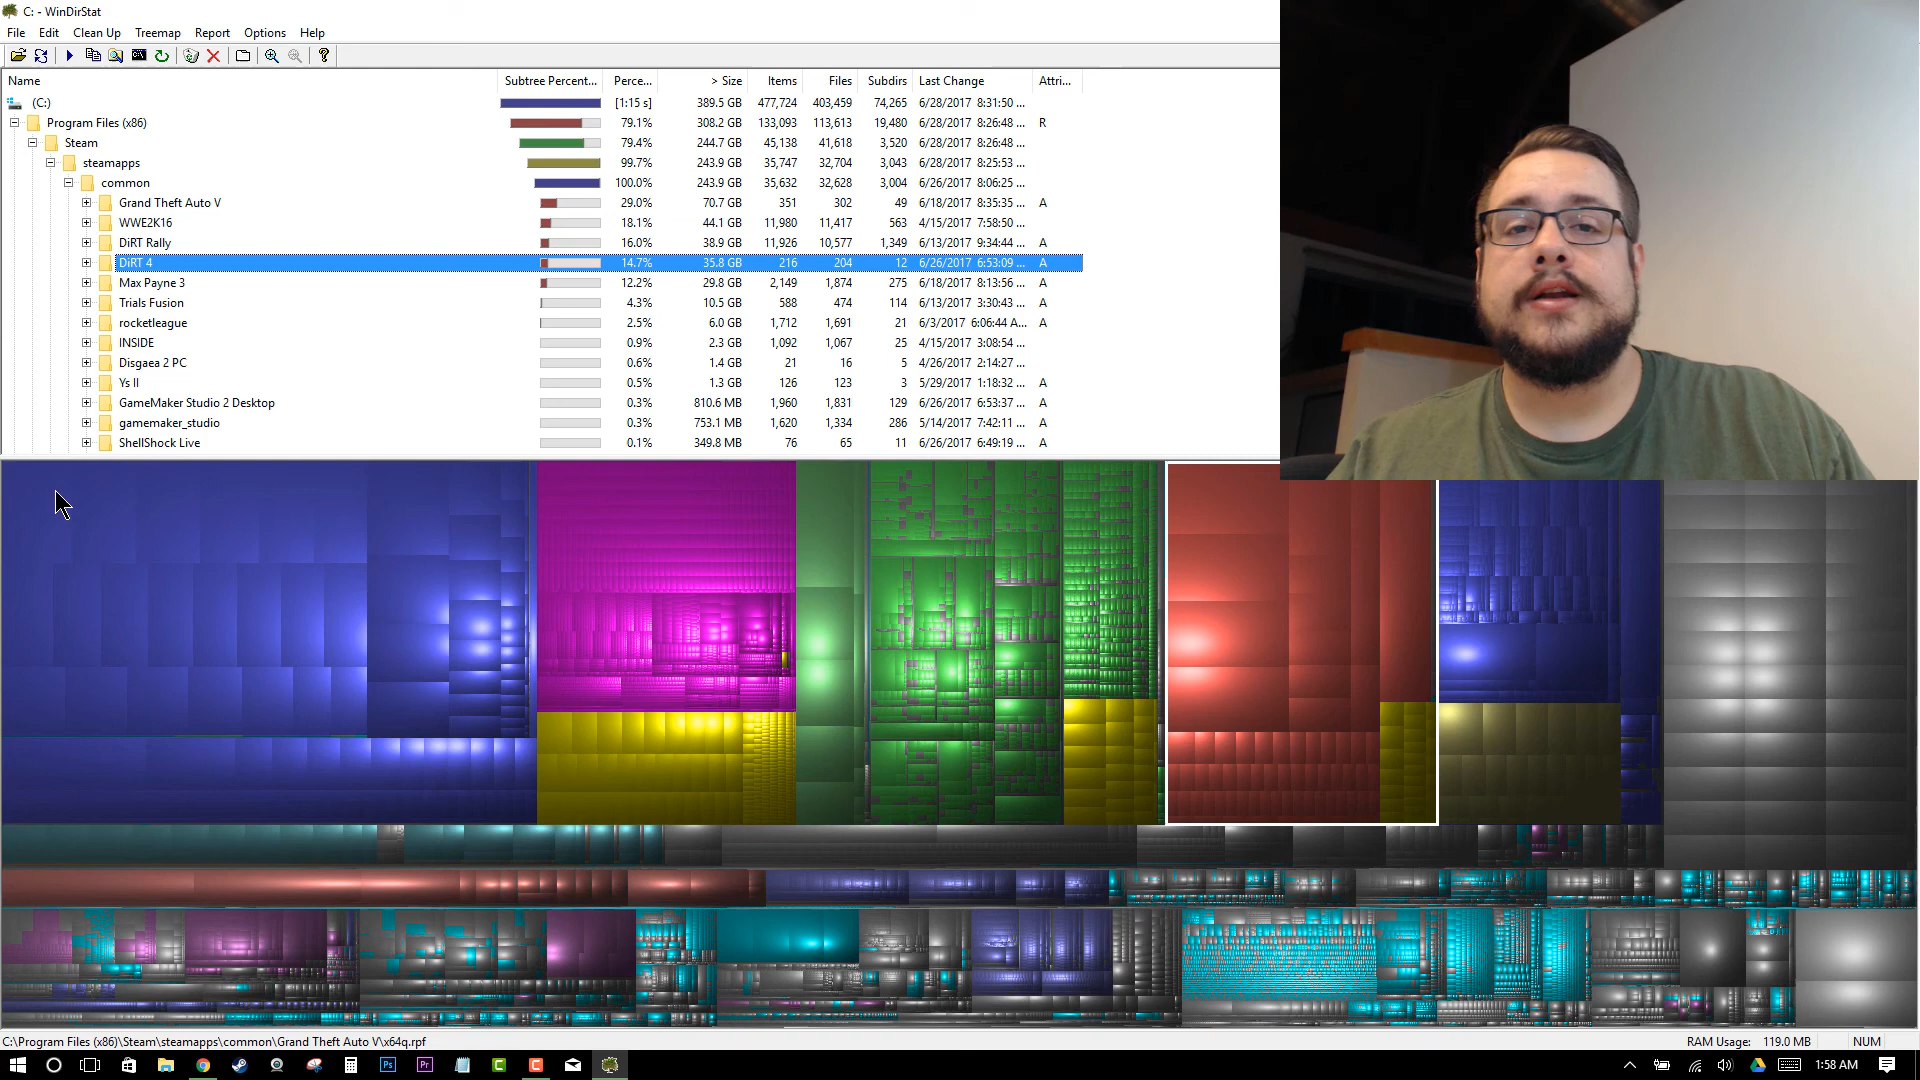 C: - WinDirStat
File Edit Clean Up Treemap Report Options Help
Name Subtree Percent... Perce... > Size Items Files Subdirs Last Change Attri...
(C:) [1:15 s] 389.5 GB 477,724 403,459 74,265 6/28/2017 8:31:50 ...
Program Files (x86) 79.1% 308.2 GB 133,093 113,613 19,480 6/28/2017 8:26:48 ... R
Steam 79.4% 244.7 GB 45,138 41,618 3,520 6/28/2017 8:26:48 ...
steamapps 99.7% 243.9 GB 35,747 32,704 3,043 6/28/2017 8:25:53 ...
common 100.0% 243.9 GB 35,632 32,628 3,004 6/26/2017 8:06:25 ...
Grand Theft Auto V 29.0% 70.7 GB 351 302 49 6/18/2017 8:35:35 ... A
WWE2K16 18.1% 44.1 GB 11,980 11,417 563 4/15/2017 7:58:50 ...
DiRT Rally 16.0% 38.9 GB 11,926 10,577 1,349 6/13/2017 9:34:44 ... A
DiRT 4 14.7% 35.8 GB 216 204 12 6/26/2017 6:53:09 ... A
Max Payne 3 12.2% 29.8 GB 2,149 1,874 275 6/18/2017 8:13:56 ... A
Trials Fusion 4.3% 10.5 GB 588 474 114 6/13/2017 3:30:43 ... A
rocketleague 2.5% 6.0 GB 1,712 1,691 21 6/3/2017 6:06:44 A... A
INSIDE 0.9% 2.3 GB 1,092 1,067 25 4/15/2017 3:08:54 ...
Disgaea 2 PC 0.6% 1.4 GB 21 16 5 4/26/2017 2:14:27 ...
Ys II 0.5% 1.3 GB 126 123 3 5/29/2017 1:18:32 ... A
GameMaker Studio 2 Desktop 0.3% 810.6 MB 1,960 1,831 129 6/26/2017 6:53:37 ... A
gamemaker_studio 0.3% 753.1 MB 1,620 1,334 286 5/14/2017 7:42:11 ... A
ShellShock Live 0.1% 349.8 MB 76 65 11 6/26/2017 6:49:19 ... A
C:\Program Files (x86)\Steam\steamapps\common\Grand Theft Auto V\x64q.rpf RAM Usage: 119.0 MB NUM
Ps Pr C C 1:58 AM